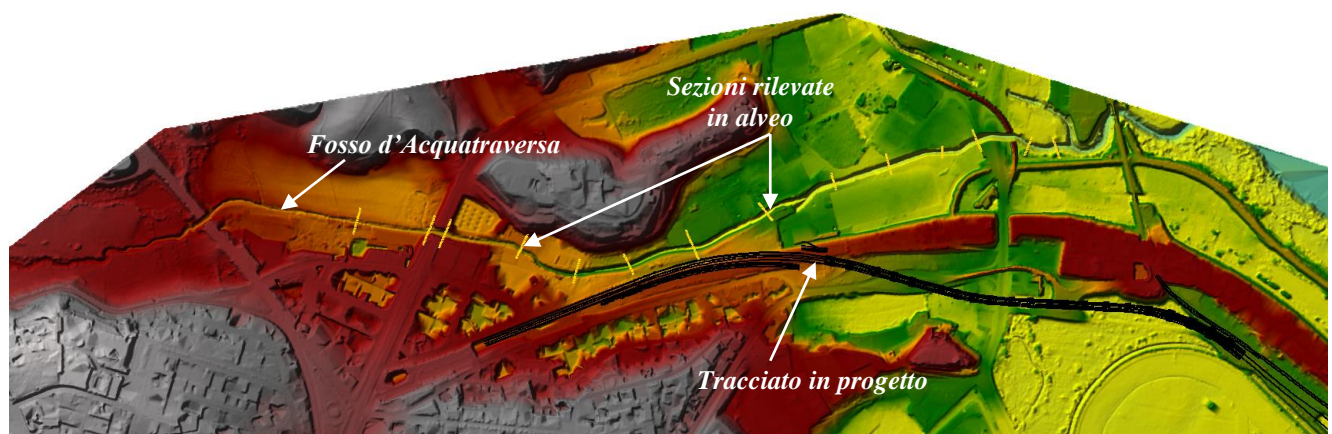 Sezioni rilevate
in alveo
Fosso d'Acquatraversa
Tracciato in progetto